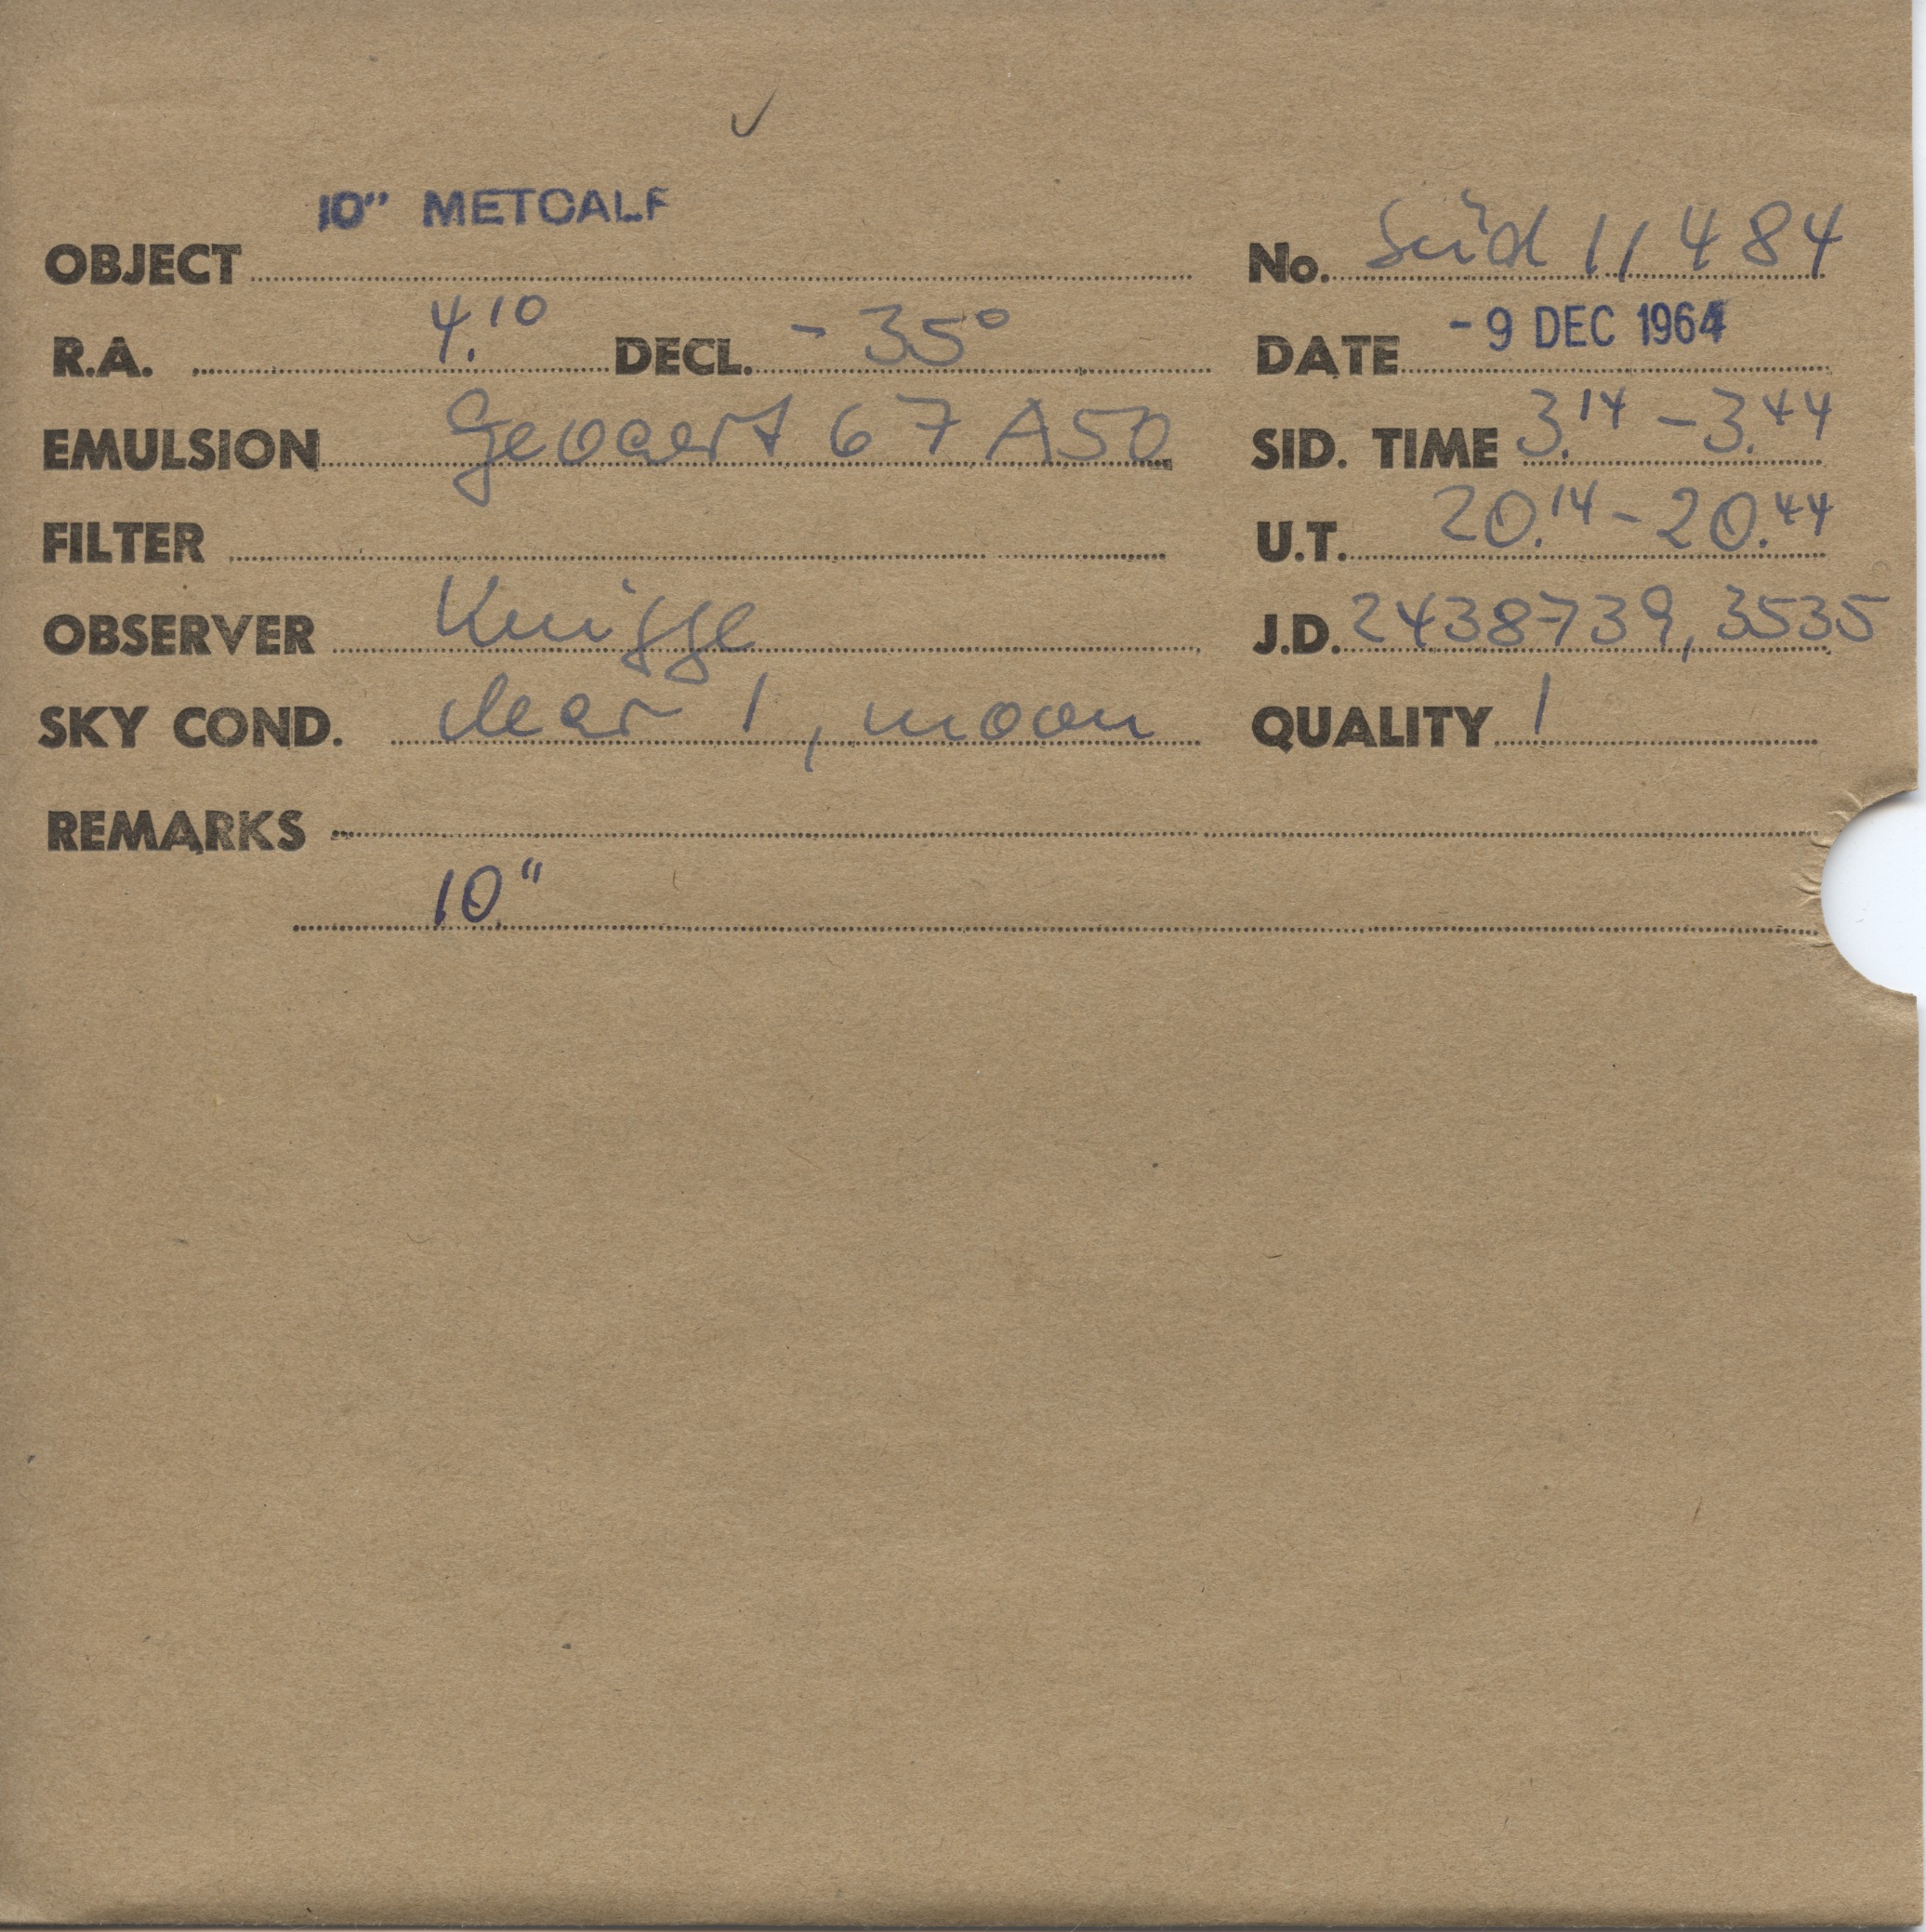 10" METCALF
OBJECT No. Süd 11484
R.A. 4.10 DECL. -35° DATE -9 DEC 1964
EMULSION Gevaert 67A50 SID. TIME 3.14 - 3.44
FILTER U.T. 20.14 - 20.44
OBSERVER Knigge J.D. 2438739,3535
SKY COND. clear 1, moon QUALITY 1
REMARKS
10"